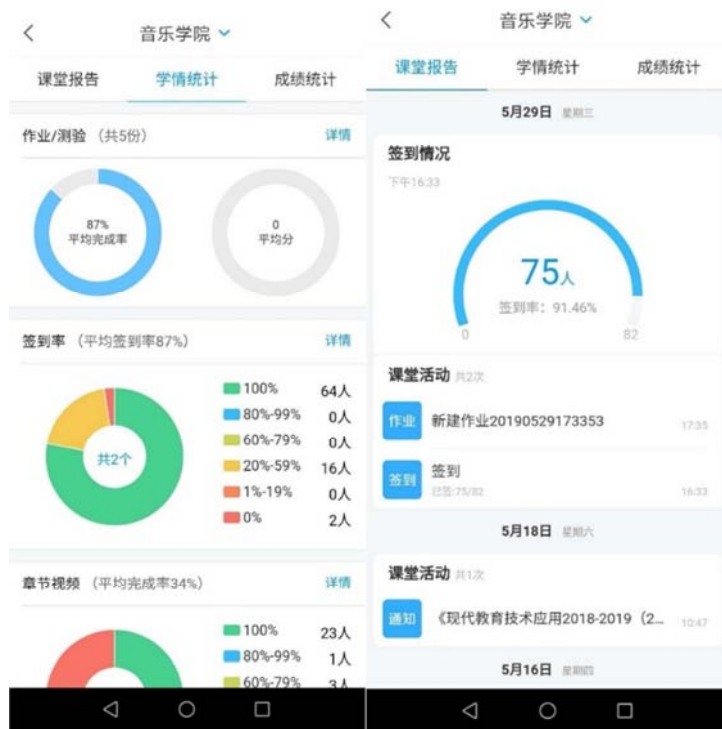 音乐学院
课堂报告 学情统计 成绩统计
作业/测验 （共5份） 详情
87%
平均完成率
0
平均分
签到率 （平均签到率87%） 详情
共2个
100% 64人
80%-99% 0人
60%-79% 0人
20%-59% 16人
1%-19% 0人
0% 2人
章节视频 （平均完成率34%） 详情
100% 23人
80%-99% 1人
60%-79% 3人
音乐学院
课堂报告 学情统计 成绩统计
5月29日 星期三
签到情况
下午16:33
75人
签到率：91.46%
0 82
课堂活动 共2次
作业 新建作业20190529173353 17:35
签到 签到
已签:75/82 16:33
5月18日 星期六
课堂活动 共1次
通知 《现代教育技术应用2018-2019（2... 10:47
5月16日 星期四